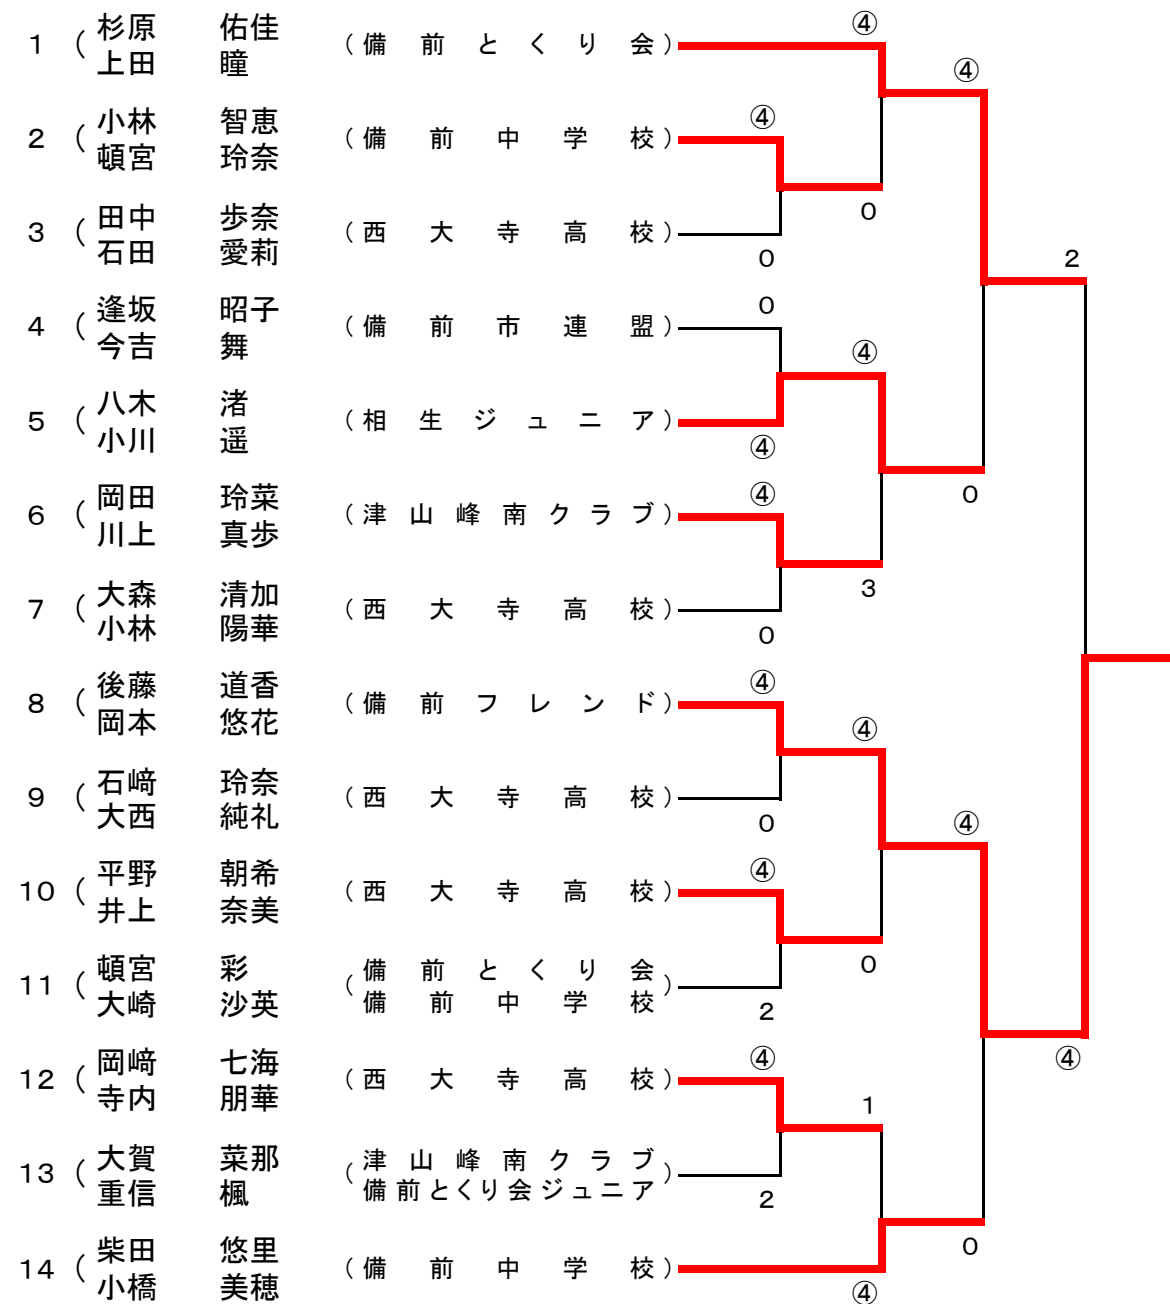 ④
杉原 佑佳
1 ( (備前とくり会)
上田 瞳
④
小林 智恵 ④
2 ( (備前中学校)
頓宮 玲奈
0
田中 歩奈
3 ( (西大寺高校)
石田 愛莉
0 2
逢坂 昭子 0
4 ( (備前市連盟)
今吉 舞 ④
八木 渚
5 ( (相生ジュニア)
小川 遥 ④
岡田 玲菜 ④ 0
6 ( (津山峰南クラブ)
川上 真歩
3
大森 清加
7 ( (西大寺高校)
小林 陽華 0
後藤 道香 ④
8 ( (備前フレンド)
岡本 悠花 ④
石﨑 玲奈
9 ( (西大寺高校)
大西 純礼 0 ④
平野 朝希 ④
10 ( (西大寺高校)
井上 奈美
頓宮 彩 備前とくり会 0
11 ( ( )
大崎 沙英 備前中学校 2
岡﨑 七海 ④ ④
12 ( (西大寺高校)
寺内 朋華 1
大賀 菜那 津山峰南クラブ
13 ( ( )
重信 楓 備前とくり会ジュニア 2
柴田 悠里 0
14 ( (備前中学校)
小橋 美穂 ④